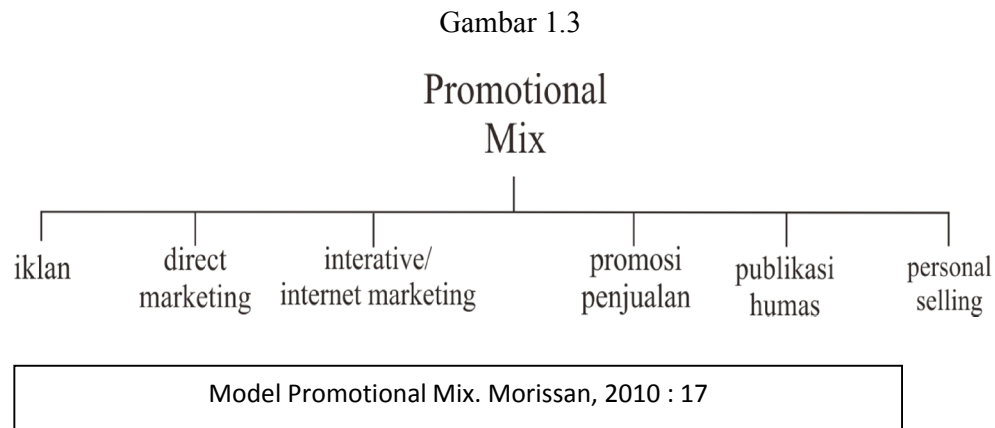 Gambar 1.3
Promotional
Mix
iklan
direct
marketing
interative/
internet marketing
promosi
penjualan
publikasi
humas
personal
selling
Model Promotional Mix. Morissan, 2010 : 17